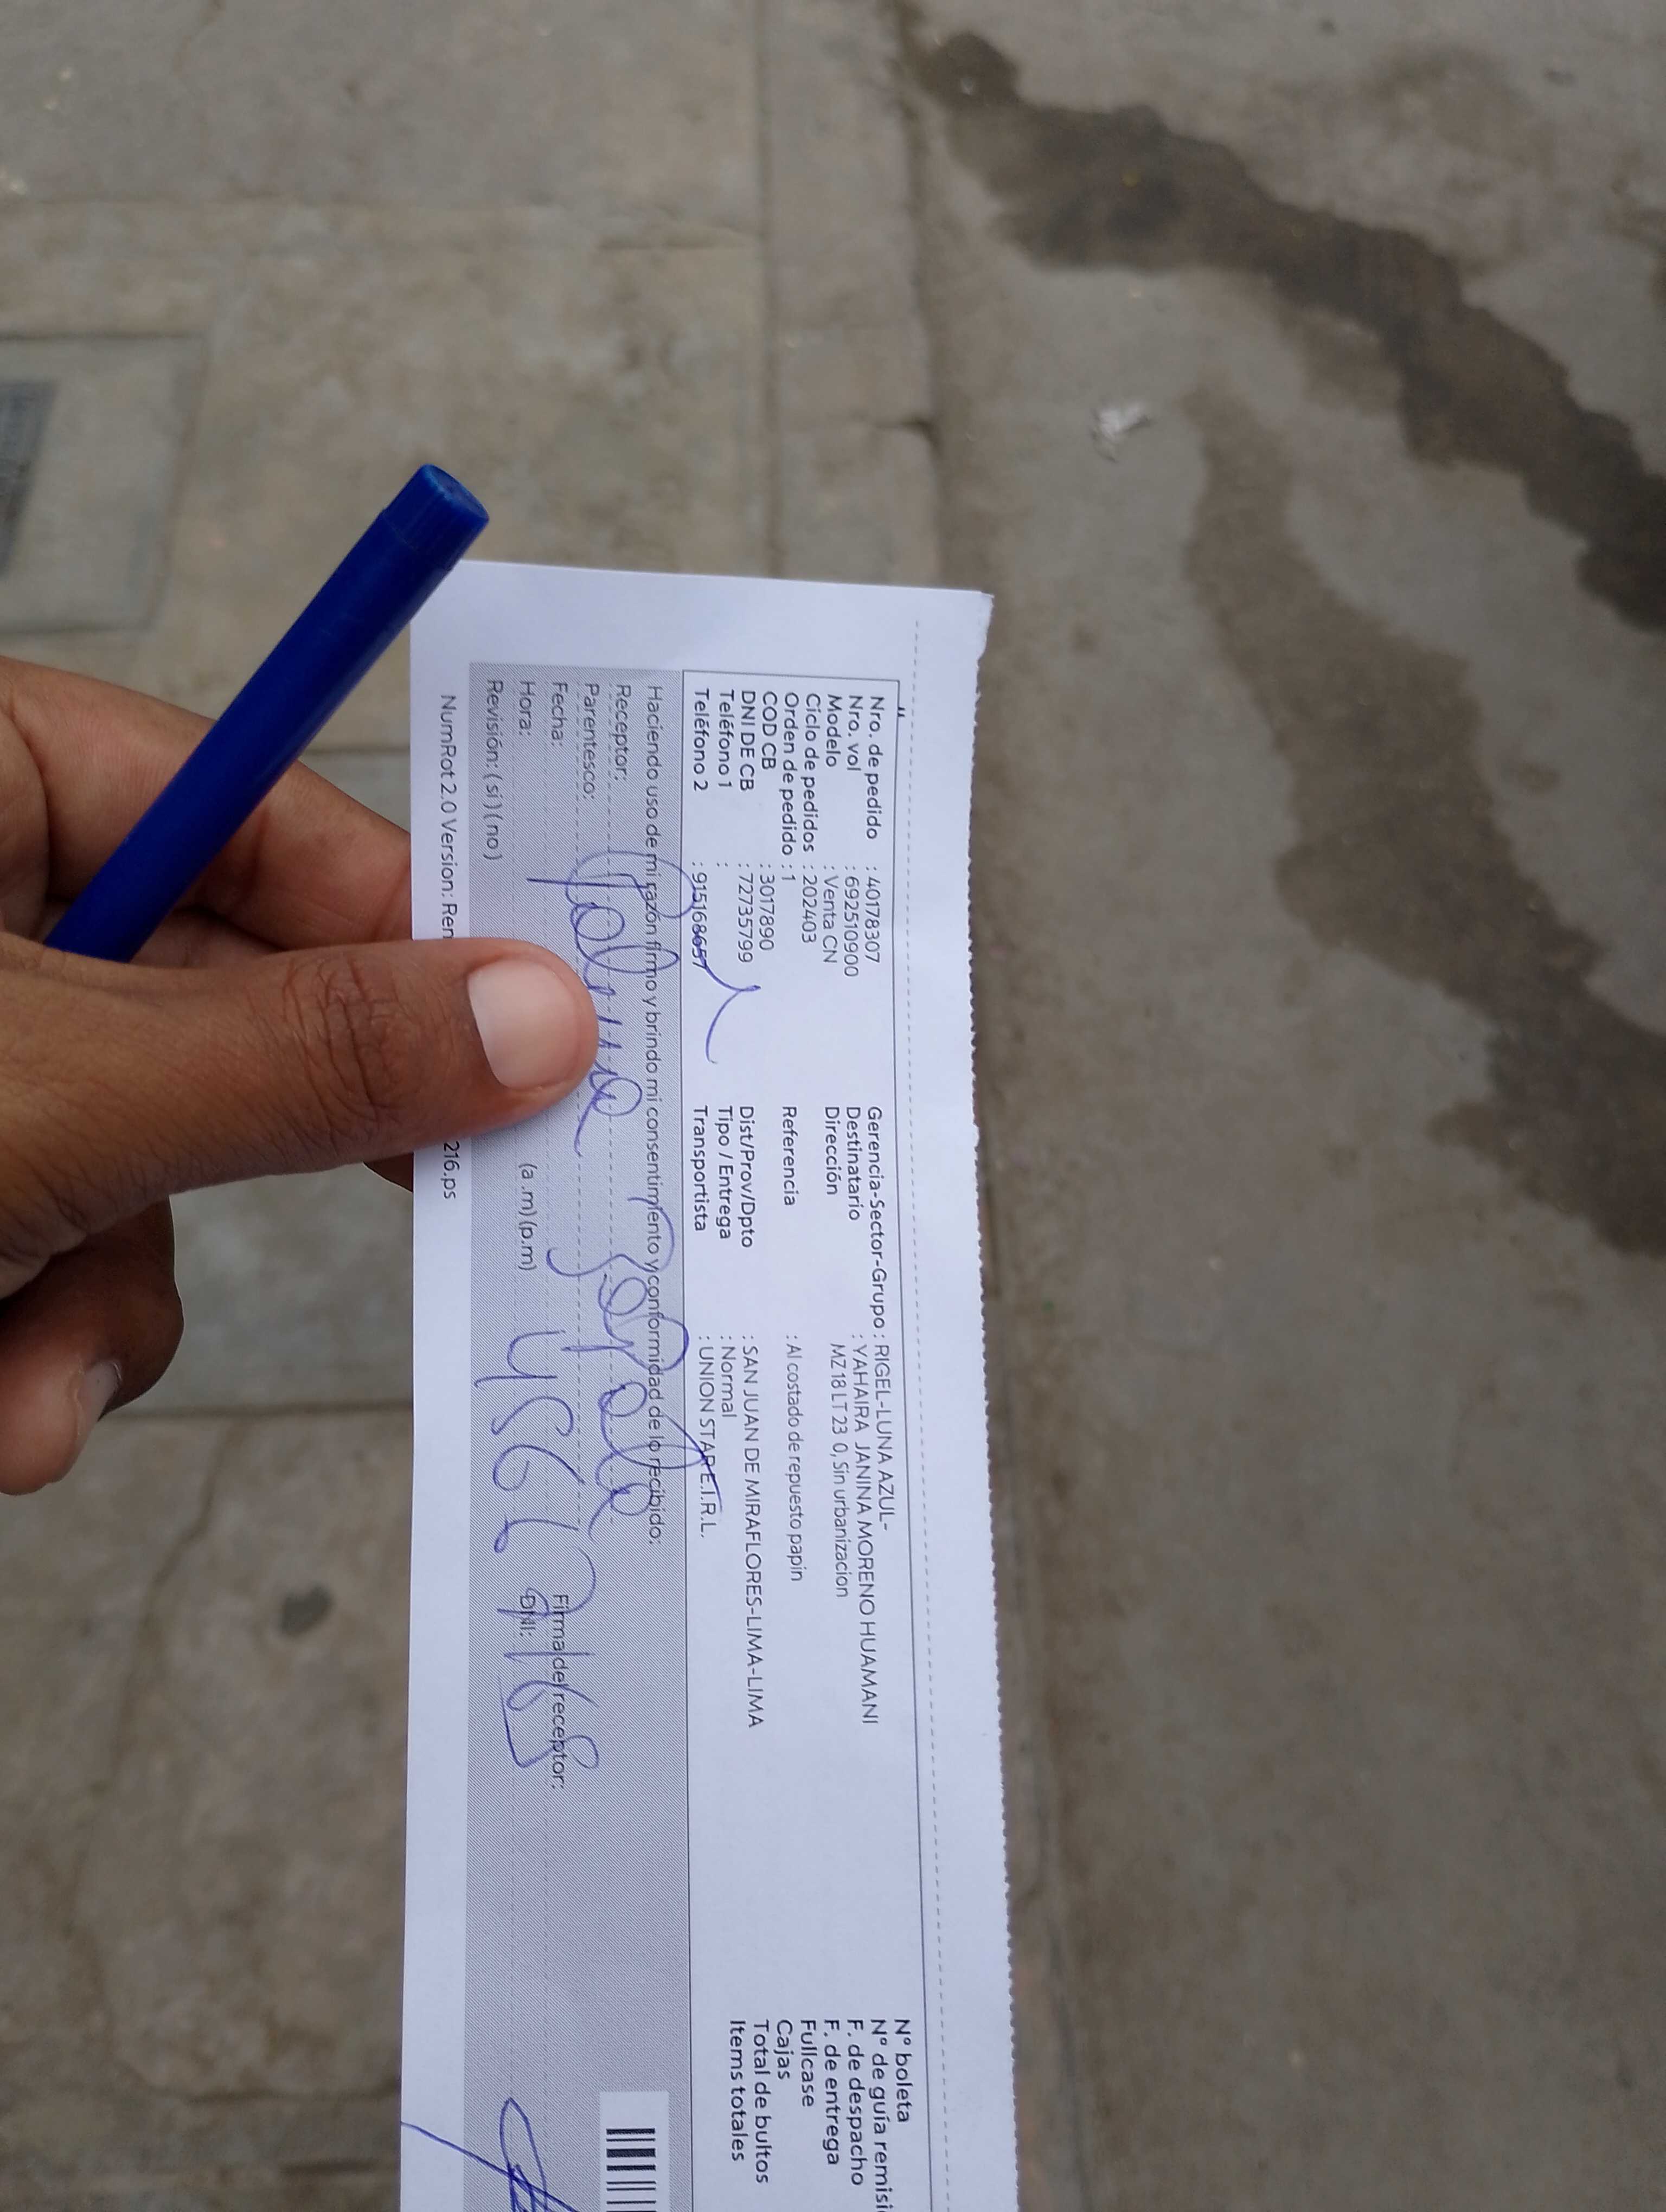 Nro. de pedido : 40178307
Nro. vol : 692510900
Modelo : Venta CN
Ciclo de pedidos : 202403
Orden de pedido : 1
COD CB : 3017890
DNI DE CB : 72735799
Teléfono 1 :
Teléfono 2 : 915168657
Gerencia-Sector-Grupo : RIGEL-LUNA AZUL-
Destinatario : YAHAIRA JANINA MORENO HUAMANI
Dirección : MZ 18 LT 23 0, Sin urbanizacion
Referencia : Al costado de repuesto papin
Dist/Prov/Dpto : SAN JUAN DE MIRAFLORES-LIMA-LIMA
Tipo / Entrega : Normal
Transportista : UNION STAR E.I.R.L.
N° boleta
N° de guía remisi
F. de despacho
F. de entrega
Fullcase
Cajas
Total de bultos
Items totales
Haciendo uso de mi razón firmo y brindo mi consentimiento y conformidad de lo recibido:
Receptor:
Parentesco:
Fecha:
Hora: (a .m) (p.m)
Revisión: ( si ) ( no )
Firma del receptor:
DNI:
NumRot 2.0 Version: Ren
216.ps